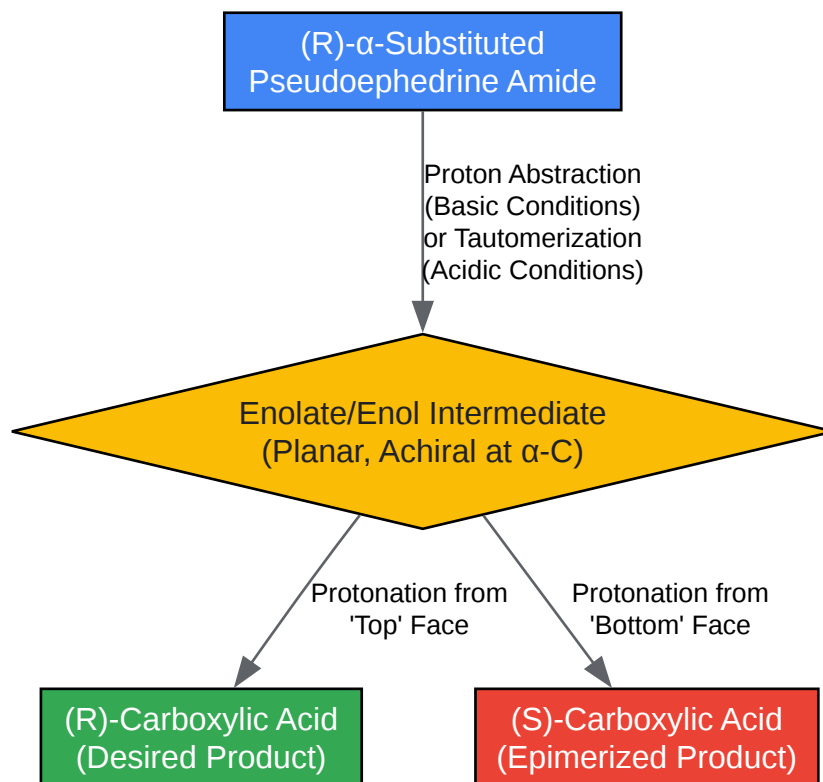 (R)-α-Substituted
Pseudoephedrine Amide
Proton Abstraction
(Basic Conditions)
or Tautomerization
(Acidic Conditions)
Enolate/Enol Intermediate
(Planar, Achiral at α-C)
Protonation from
'Top' Face
Protonation from
'Bottom' Face
(R)-Carboxylic Acid
(Desired Product)
(S)-Carboxylic Acid
(Epimerized Product)